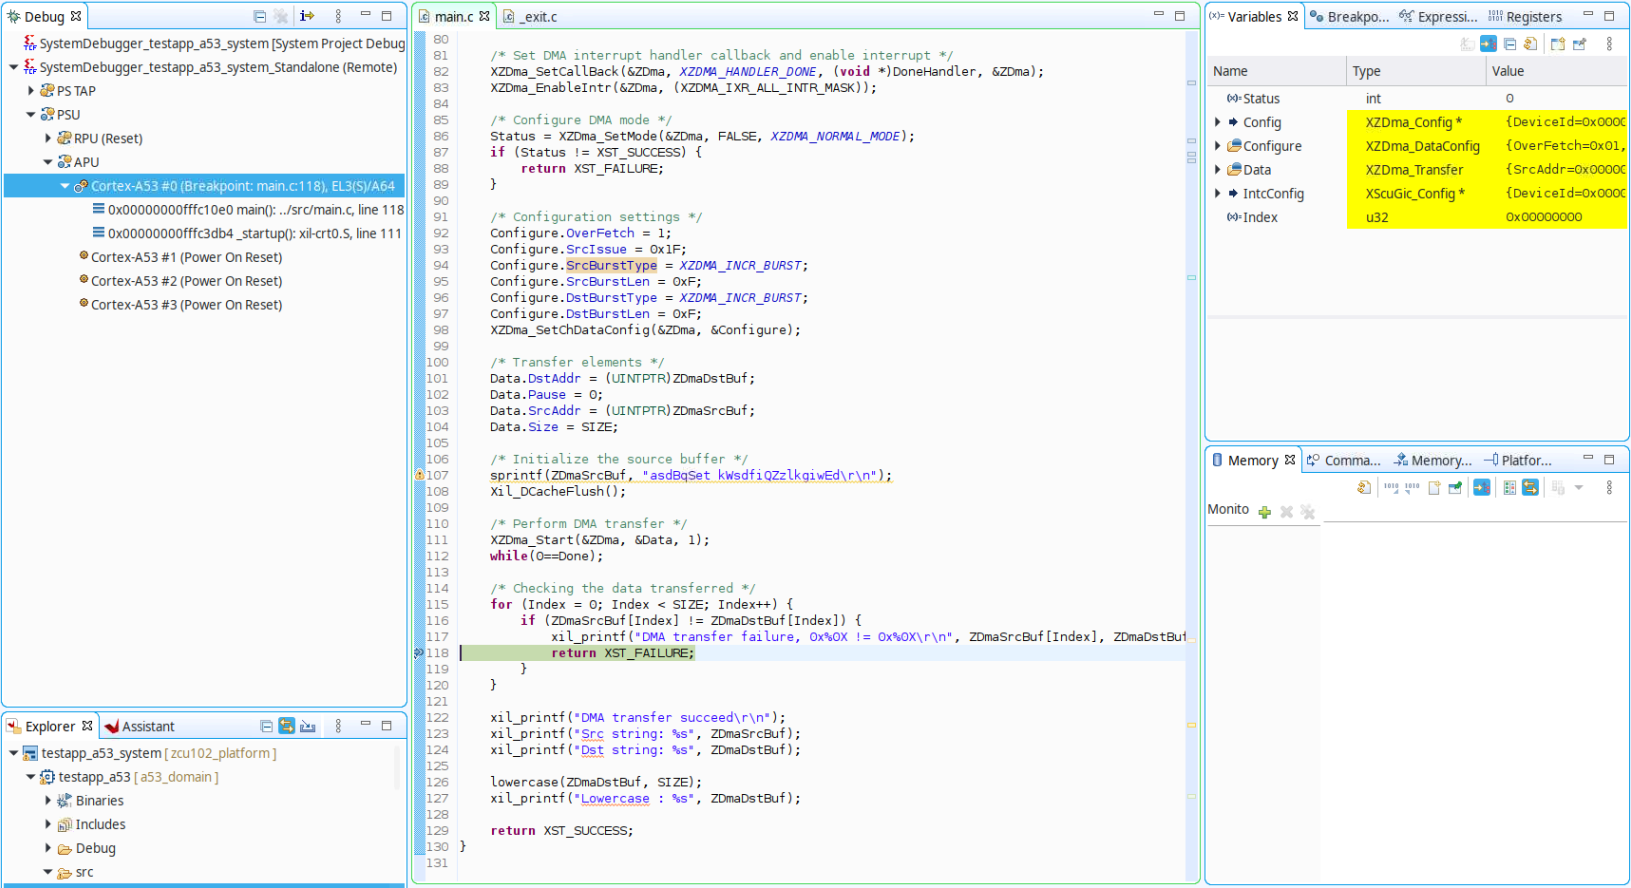 Debug
SystemDebugger_testapp_a53_system [System Project Debug
SystemDebugger_testapp_a53_system_Standalone (Remote)
PS TAP
PSU
RPU (Reset)
APU
Cortex-A53 #0 (Breakpoint: main.c:118), EL3(S)/A64
0x00000000fffc10e0 main(): ../src/main.c, line 118
0x00000000fffc3db4 _startup(): xil-crt0.S, line 111
Cortex-A53 #1 (Power On Reset)
Cortex-A53 #2 (Power On Reset)
Cortex-A53 #3 (Power On Reset)
Explorer Assistant
testapp_a53_system [ zcu102_platform ]
testapp_a53 [ a53_domain ]
Binaries
Includes
Debug
src
main.c _exit.c
80
81 /* Set DMA interrupt handler callback and enable interrupt */
82 XZDma_SetCallBack(&ZDma, XZDMA_HANDLER_DONE, (void *)DoneHandler, &ZDma);
83 XZDma_EnableIntr(&ZDma, (XZDMA_IXR_ALL_INTR_MASK));
84
85 /* Configure DMA mode */
86 Status = XZDma_SetMode(&ZDma, FALSE, XZDMA_NORMAL_MODE);
87 if (Status != XST_SUCCESS) {
88 return XST_FAILURE;
89 }
90
91 /* Configuration settings */
92 Configure.OverFetch = 1;
93 Configure.SrcIssue = 0x1F;
94 Configure.SrcBurstType = XZDMA_INCR_BURST;
95 Configure.SrcBurstLen = 0xF;
96 Configure.DstBurstType = XZDMA_INCR_BURST;
97 Configure.DstBurstLen = 0xF;
98 XZDma_SetChDataConfig(&ZDma, &Configure);
99
100 /* Transfer elements */
101 Data.DstAddr = (UINTPTR)ZDmaDstBuf;
102 Data.Pause = 0;
103 Data.SrcAddr = (UINTPTR)ZDmaSrcBuf;
104 Data.Size = SIZE;
105
106 /* Initialize the source buffer */
107 sprintf(ZDmaSrcBuf, "asdBqSet kWsdfiQZzlkgiwEd\r\n");
108 Xil_DCacheFlush();
109
110 /* Perform DMA transfer */
111 XZDma_Start(&ZDma, &Data, 1);
112 while(0==Done);
113
114 /* Checking the data transferred */
115 for (Index = 0; Index < SIZE; Index++) {
116 if (ZDmaSrcBuf[Index] != ZDmaDstBuf[Index]) {
117 xil_printf("DMA transfer failure, 0x%0X != 0x%0X\r\n", ZDmaSrcBuf[Index], ZDmaDstBuf
118 return XST_FAILURE;
119 }
120 }
121
122 xil_printf("DMA transfer succeed\r\n");
123 xil_printf("Src string: %s", ZDmaSrcBuf);
124 xil_printf("Dst string: %s", ZDmaDstBuf);
125
126 lowercase(ZDmaDstBuf, SIZE);
127 xil_printf("Lowercase : %s", ZDmaDstBuf);
128
129 return XST_SUCCESS;
130 }
131
(x)= Variables Breakpo... Expressi... Registers
Name Type Value
(x)= Status int 0
Config XZDma_Config * {DeviceId=0x0000
Configure XZDma_DataConfig {OverFetch=0x01,
Data XZDma_Transfer {SrcAddr=0x0000
IntcConfig XScuGic_Config * {DeviceId=0x0000
(x)= Index u32 0x00000000
Memory Comma... Memory... Platfor...
Monito